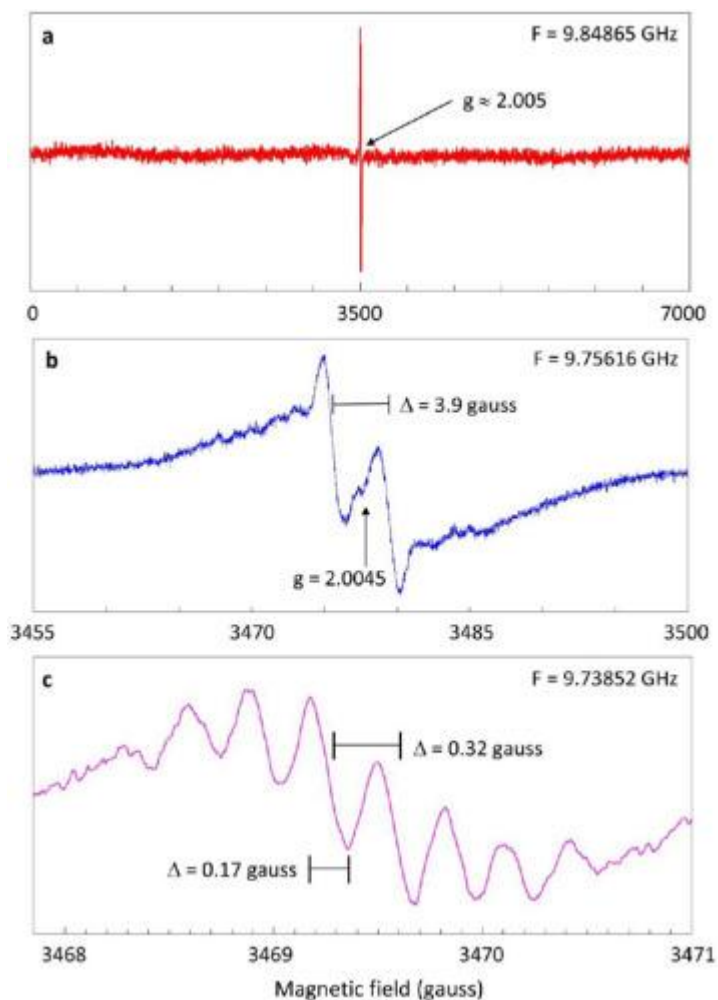 a
F = 9.84865 GHz
g ≈ 2.005
0 3500 7000
b
F = 9.75616 GHz
Δ = 3.9 gauss
g = 2.0045
3455 3470 3485 3500
c
F = 9.73852 GHz
Δ = 0.32 gauss
Δ = 0.17 gauss
3468 3469 3470 3471
Magnetic field (gauss)